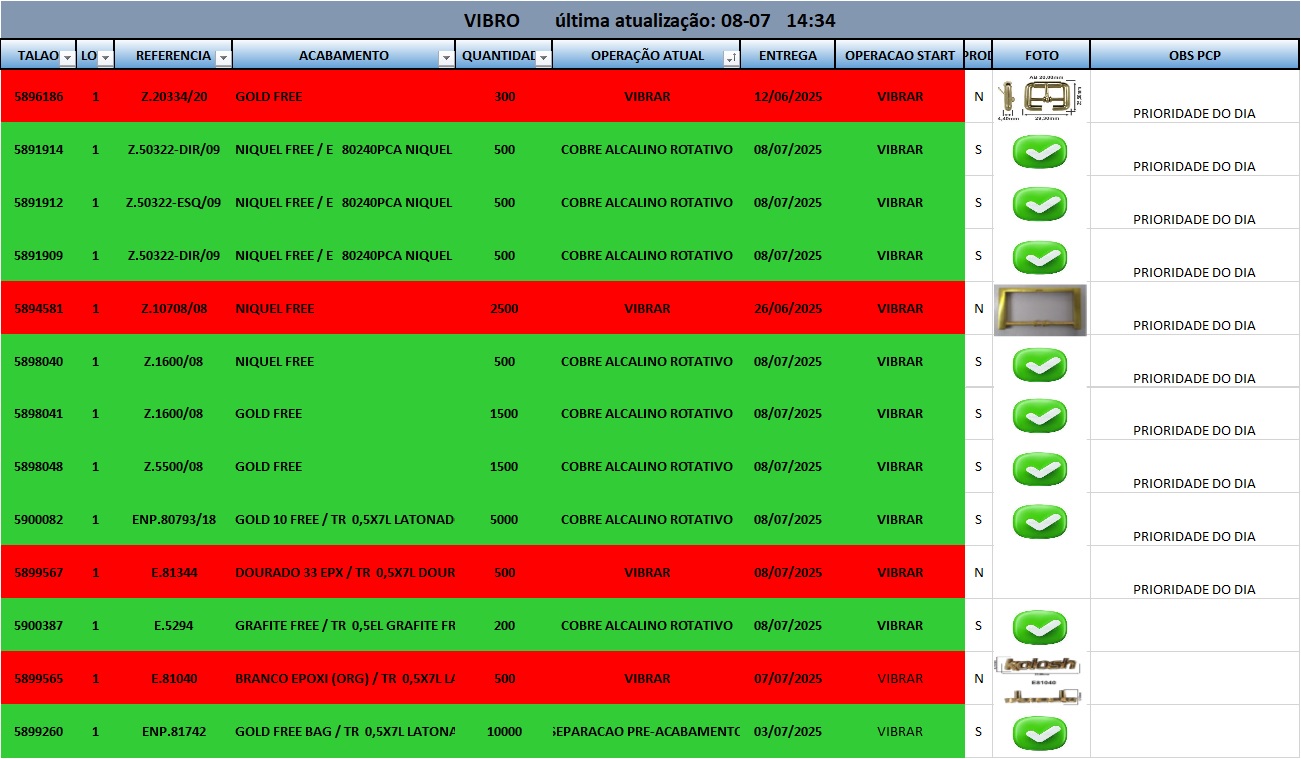 VIBRO última atualização: 08-07 14:34
TALAO LO REFERENCIA ACABAMENTO QUANTIDAD OPERAÇÃO ATUAL ENTREGA OPERACAO START PROD FOTO OBS PCP
5896186 1 Z.20334/20 GOLD FREE 300 VIBRAR 12/06/2025 VIBRAR N PRIORIDADE DO DIA
5891914 1 Z.50322-DIR/09 NIQUEL FREE / E 80240PCA NIQUEL 500 COBRE ALCALINO ROTATIVO 08/07/2025 VIBRAR S PRIORIDADE DO DIA
5891912 1 Z.50322-ESQ/09 NIQUEL FREE / E 80240PCA NIQUEL 500 COBRE ALCALINO ROTATIVO 08/07/2025 VIBRAR S PRIORIDADE DO DIA
5891909 1 Z.50322-DIR/09 NIQUEL FREE / E 80240PCA NIQUEL 500 COBRE ALCALINO ROTATIVO 08/07/2025 VIBRAR S PRIORIDADE DO DIA
5894581 1 Z.10708/08 NIQUEL FREE 2500 VIBRAR 26/06/2025 VIBRAR N PRIORIDADE DO DIA
5898040 1 Z.1600/08 NIQUEL FREE 500 COBRE ALCALINO ROTATIVO 08/07/2025 VIBRAR S PRIORIDADE DO DIA
5898041 1 Z.1600/08 GOLD FREE 1500 COBRE ALCALINO ROTATIVO 08/07/2025 VIBRAR S PRIORIDADE DO DIA
5898048 1 Z.5500/08 GOLD FREE 1500 COBRE ALCALINO ROTATIVO 08/07/2025 VIBRAR S PRIORIDADE DO DIA
5900082 1 ENP.80793/18 GOLD 10 FREE / TR 0,5X7L LATONAD 5000 COBRE ALCALINO ROTATIVO 08/07/2025 VIBRAR S PRIORIDADE DO DIA
5899567 1 E.81344 DOURADO 33 EPX / TR 0,5X7L DOUR 500 VIBRAR 08/07/2025 VIBRAR N PRIORIDADE DO DIA
5900387 1 E.5294 GRAFITE FREE / TR 0,5EL GRAFITE FR 200 COBRE ALCALINO ROTATIVO 08/07/2025 VIBRAR S
5899565 1 E.81040 BRANCO EPOXI (ORG) / TR 0,5X7L LA 500 VIBRAR 07/07/2025 VIBRAR N kolosh E81040
5899260 1 ENP.81742 GOLD FREE BAG / TR 0,5X7L LATONA 10000 SEPARACAO PRE-ACABAMENTO 03/07/2025 VIBRAR S